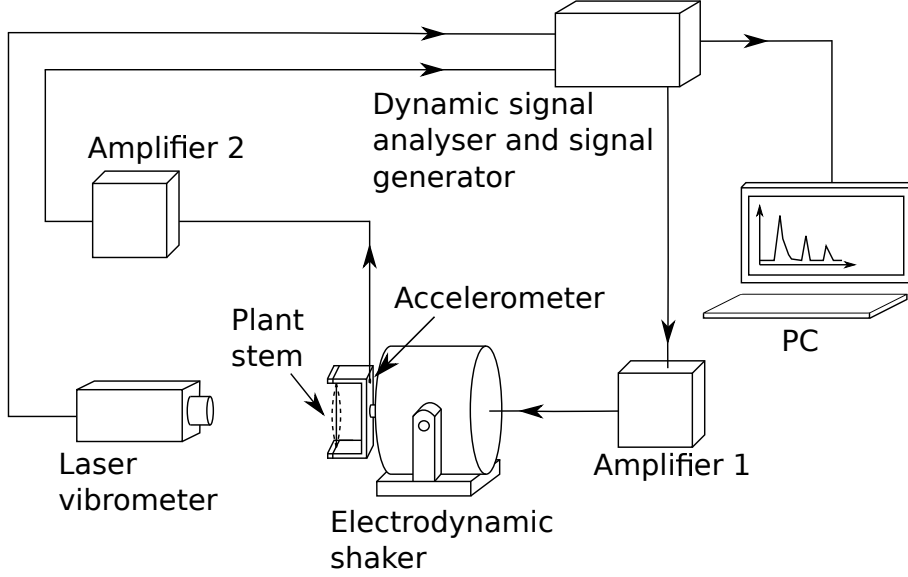 Dynamic signal
analyser and signal
generator
Amplifier 2
Accelerometer
Plant
stem
PC
Laser
vibrometer
Amplifier 1
Electrodynamic
shaker